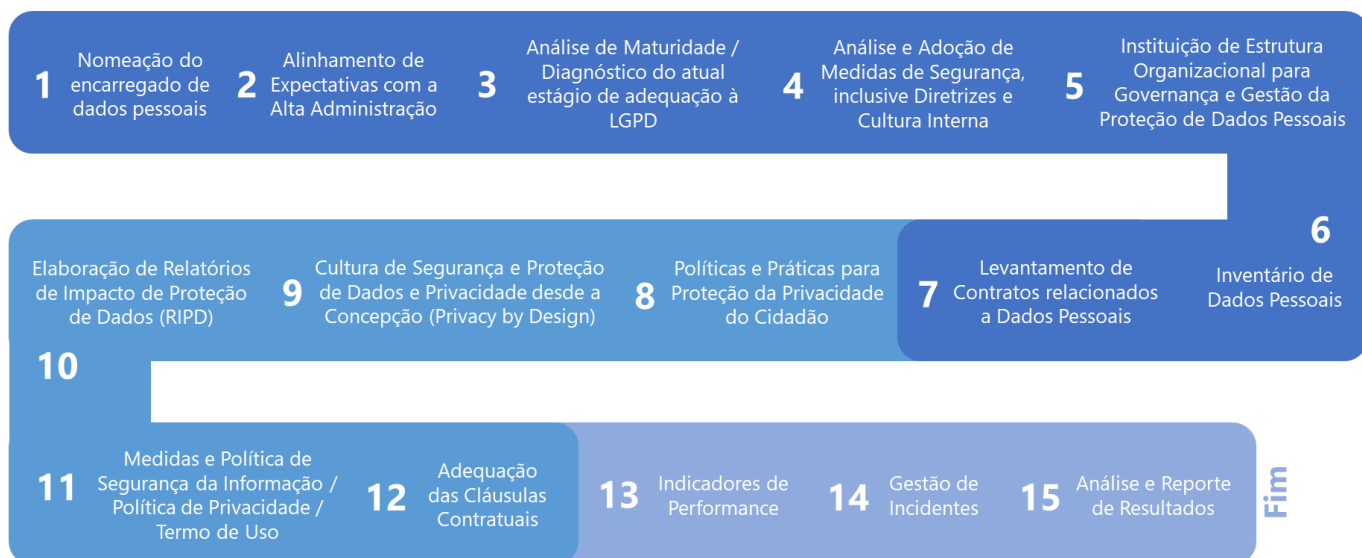 1
Nomeação do
encarregado de
dados pessoais
2
Alinhamento de
Expectativas com a
Alta Administração
3
Análise de Maturidade /
Diagnóstico do atual
estágio de adequação à
LGPD
4
Análise e Adoção de
Medidas de Segurança,
inclusive Diretrizes e
Cultura Interna
5
Instituição de Estrutura
Organizacional para
Governança e Gestão da
Proteção de Dados Pessoais
6
Inventário de
Dados Pessoais
7
Levantamento de
Contratos relacionados
a Dados Pessoais
8
Políticas e Práticas para
Proteção da Privacidade
do Cidadão
9
Cultura de Segurança e Proteção
de Dados e Privacidade desde a
Concepção (Privacy by Design)
Elaboração de Relatórios
de Impacto de Proteção
de Dados (RIPD)
10
11
Medidas e Política de
Segurança da Informação /
Política de Privacidade /
Termo de Uso
12
Adequação
das Cláusulas
Contratuais
13
Indicadores de
Performance
14
Gestão de
Incidentes
15
Análise e Reporte
de Resultados
Fim